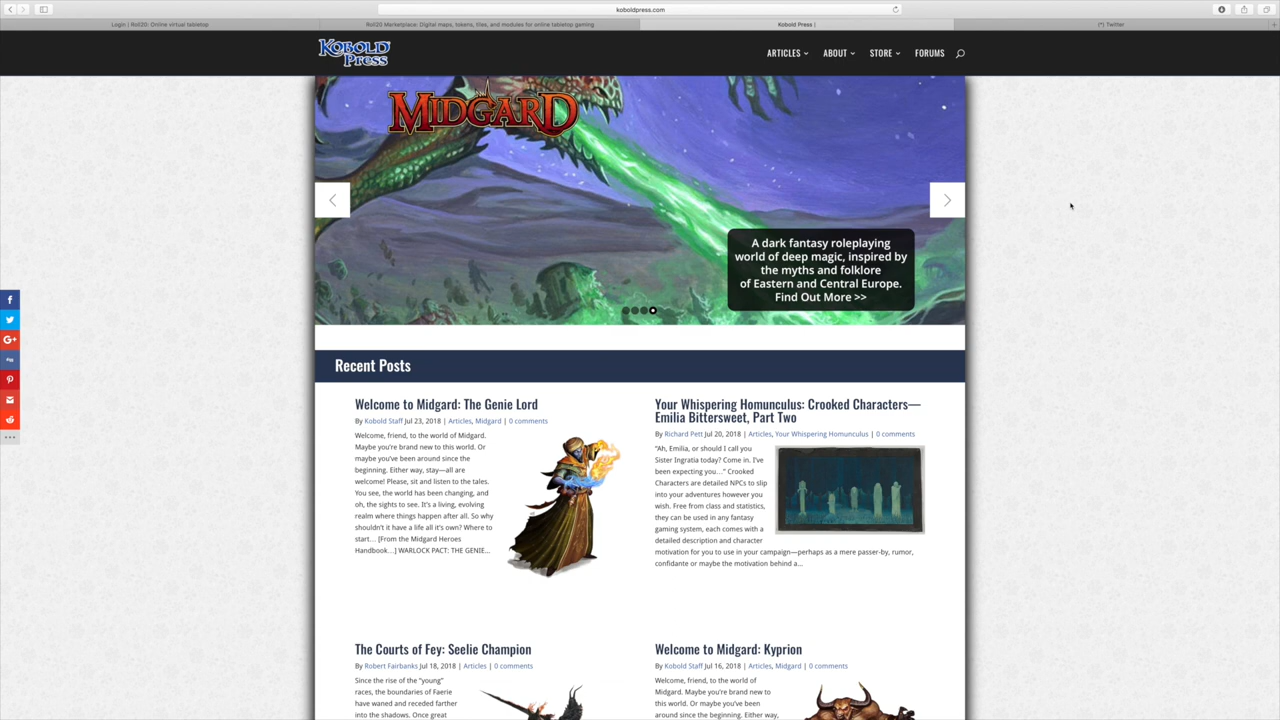 koboldpress.com
Login | Roll20: Online virtual tabletop
Roll20 Marketplace: Digital maps, tokens, tiles, and modules for online tabletop gaming
Kobold Press |
(*) Twitter
KOBOLD
Press
ARTICLES
ABOUT
STORE
FORUMS
MIDGARD
A dark fantasy roleplaying
world of deep magic, inspired by
the myths and folklore
of Eastern and Central Europe.
Find Out More >>
Recent Posts
Welcome to Midgard: The Genie Lord
By Kobold Staff Jul 23, 2018 | Articles, Midgard | 0 comments
Welcome, friend, to the world of Midgard.
Maybe you're brand new to this world. Or
maybe you've been around since the
beginning. Either way, stay—all are
welcome! Please, sit and listen to the tales.
You see, the world has been changing, and
oh, the sights to see. It's a living, evolving
realm where things happen after all. So why
shouldn't it have a life all it's own? Where to
start… [From the Midgard Heroes
Handbook…] WARLOCK PACT: THE GENIE...
Your Whispering Homunculus: Crooked Characters—
Emilia Bittersweet, Part Two
By Richard Pett Jul 20, 2018 | Articles, Your Whispering Homunculus | 0 comments
"Ah, Emilia, or should I call you
Sister Ingratia today? Come in. I've
been expecting you…" Crooked
Characters are detailed NPCs to slip
into your adventures however you
wish. Free from class and statistics,
they can be used in any fantasy
gaming system, each comes with a
detailed description and character
motivation for you to use in your campaign—perhaps as a mere passer-by, rumor,
confidante or maybe the motivation behind a...
The Courts of Fey: Seelie Champion
By Robert Fairbanks Jul 18, 2018 | Articles | 0 comments
Since the rise of the "young"
races, the boundaries of Faerie
have waned and receded farther
into the shadows. Once great
Welcome to Midgard: Kyprion
By Kobold Staff Jul 16, 2018 | Articles, Midgard | 0 comments
Welcome, friend, to the world of
Midgard. Maybe you're brand new to
this world. Or maybe you've been
around since the beginning. Either way,